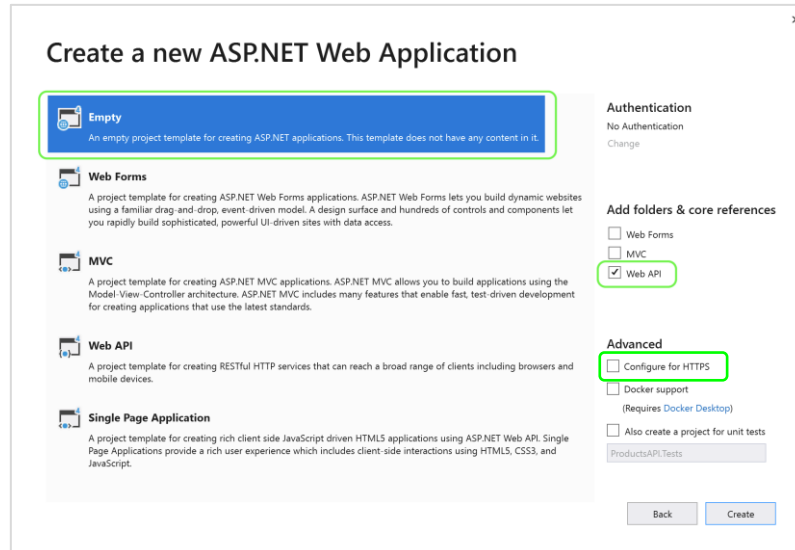 Create a new ASP.NET Web Application
Empty
An empty project template for creating ASP.NET applications. This template does not have any content in it.
Web Forms
A project template for creating ASP.NET Web Forms applications. ASP.NET Web Forms lets you build dynamic websites
using a familiar drag-and-drop, event-driven model. A design surface and hundreds of controls and components let
you rapidly build sophisticated, powerful UI-driven sites with data access.
MVC
A project template for creating ASP.NET MVC applications. ASP.NET MVC allows you to build applications using the
Model-View-Controller architecture. ASP.NET MVC includes many features that enable fast, test-driven development
for creating applications that use the latest standards.
Web API
A project template for creating RESTful HTTP services that can reach a broad range of clients including browsers and
mobile devices.
Single Page Application
A project template for creating rich client side JavaScript driven HTML5 applications using ASP.NET Web API. Single
Page Applications provide a rich user experience which includes client-side interactions using HTML5, CSS3, and
JavaScript.
Authentication
No Authentication
Change
Add folders & core references
Web Forms
MVC
Web API
Advanced
Configure for HTTPS
Docker support
(Requires Docker Desktop)
Also create a project for unit tests
ProductsAPI.Tests
Back
Create